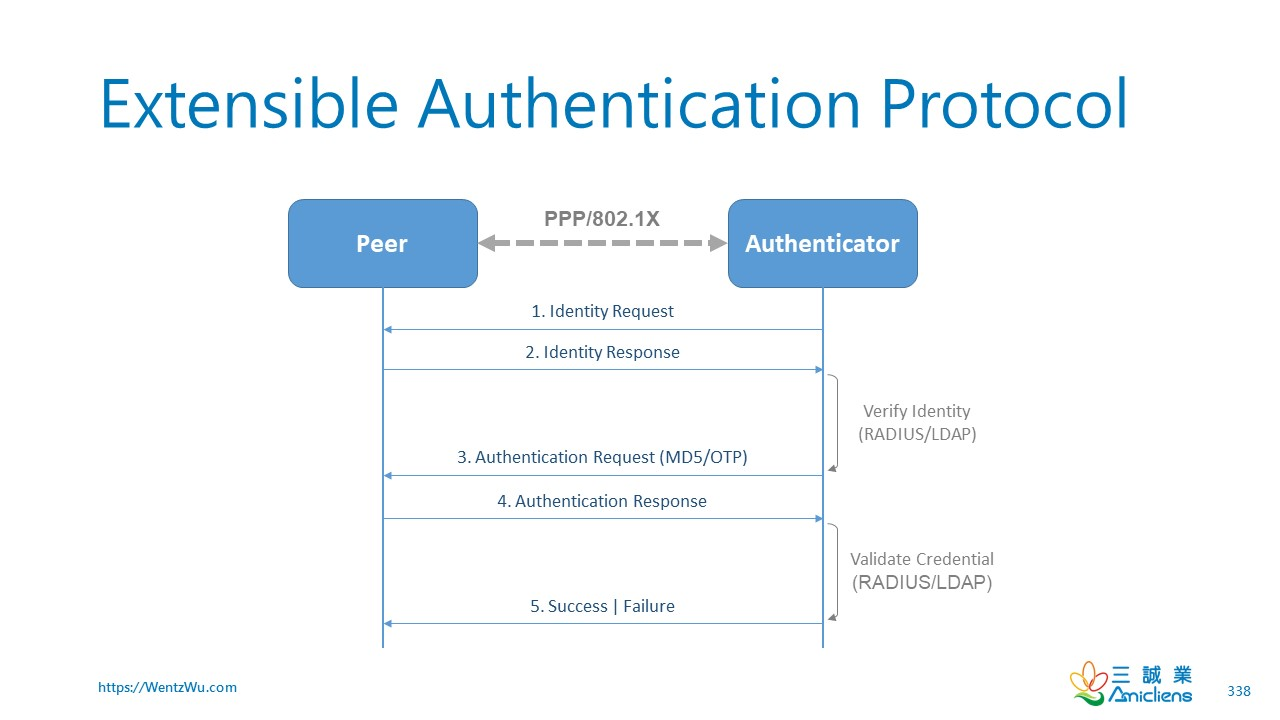 Extensible Authentication Protocol
PPP/802.1X
Peer
Authenticator
1. Identity Request
2. Identity Response
Verify Identity
(RADIUS/LDAP)
3. Authentication Request (MD5/OTP)
4. Authentication Response
Validate Credential
(RADIUS/LDAP)
5. Success | Failure
https://WentzWu.com
三誠業
Amicliens
338